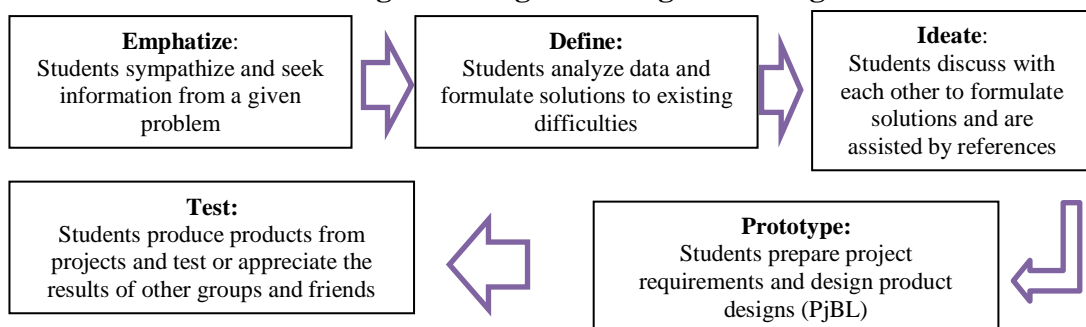 Emphatize:
Students sympathize and seek
information from a given
problem
Define:
Students analyze data and
formulate solutions to existing
difficulties
Ideate:
Students discuss with
each other to formulate
solutions and are
assisted by references
Prototype:
Students prepare project
requirements and design product
designs (PjBL)
Test:
Students produce products from
projects and test or appreciate the
results of other groups and friends